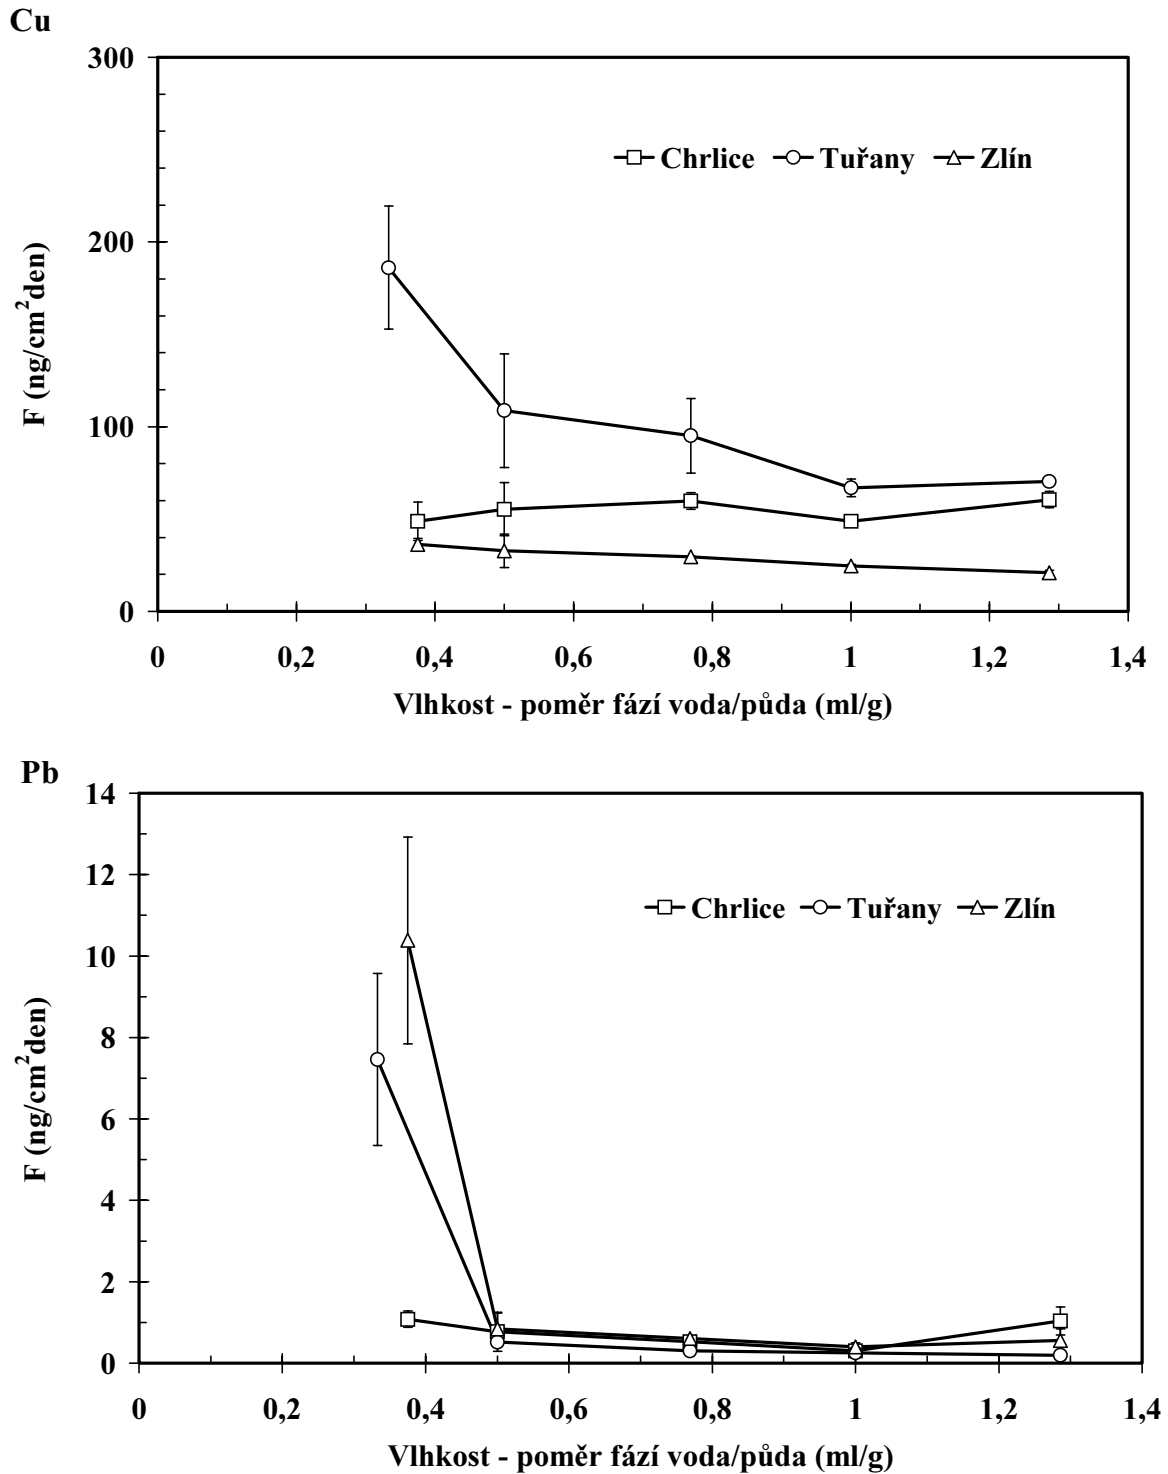 Cu
300
200
100
0
F (ng/cm²den)
Chrlice Tuřany Zlín
0 0,2 0,4 0,6 0,8 1 1,2 1,4
Vlhkost - poměr fází voda/půda (ml/g)
Pb
14
12
10
8
6
4
2
0
F (ng/cm²den)
Chrlice Tuřany Zlín
0 0,2 0,4 0,6 0,8 1 1,2 1,4
Vlhkost - poměr fází voda/půda (ml/g)